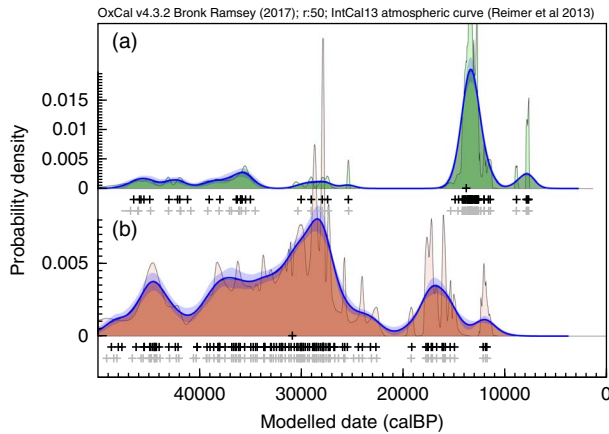 OxCal v4.3.2 Bronk Ramsey (2017); r:50; IntCal13 atmospheric curve (Reimer et al 2013)
(a)
0.015
0.01
0.005
0
Probability density
(b)
0.005
0
40000 30000 20000 10000 0
Modelled date (calBP)